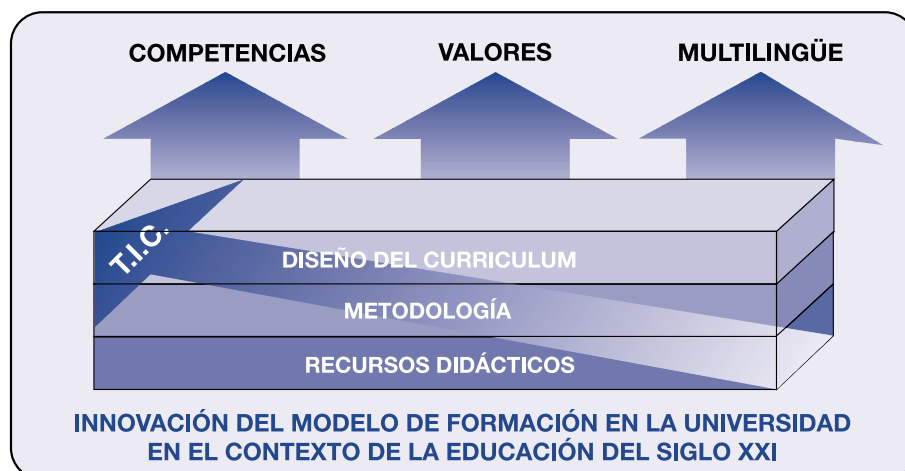 COMPETENCIAS
VALORES
MULTILINGÜE
T.I.C.
DISEÑO DEL CURRICULUM
METODOLOGÍA
RECURSOS DIDÁCTICOS
INNOVACIÓN DEL MODELO DE FORMACIÓN EN LA UNIVERSIDAD
EN EL CONTEXTO DE LA EDUCACIÓN DEL SIGLO XXI